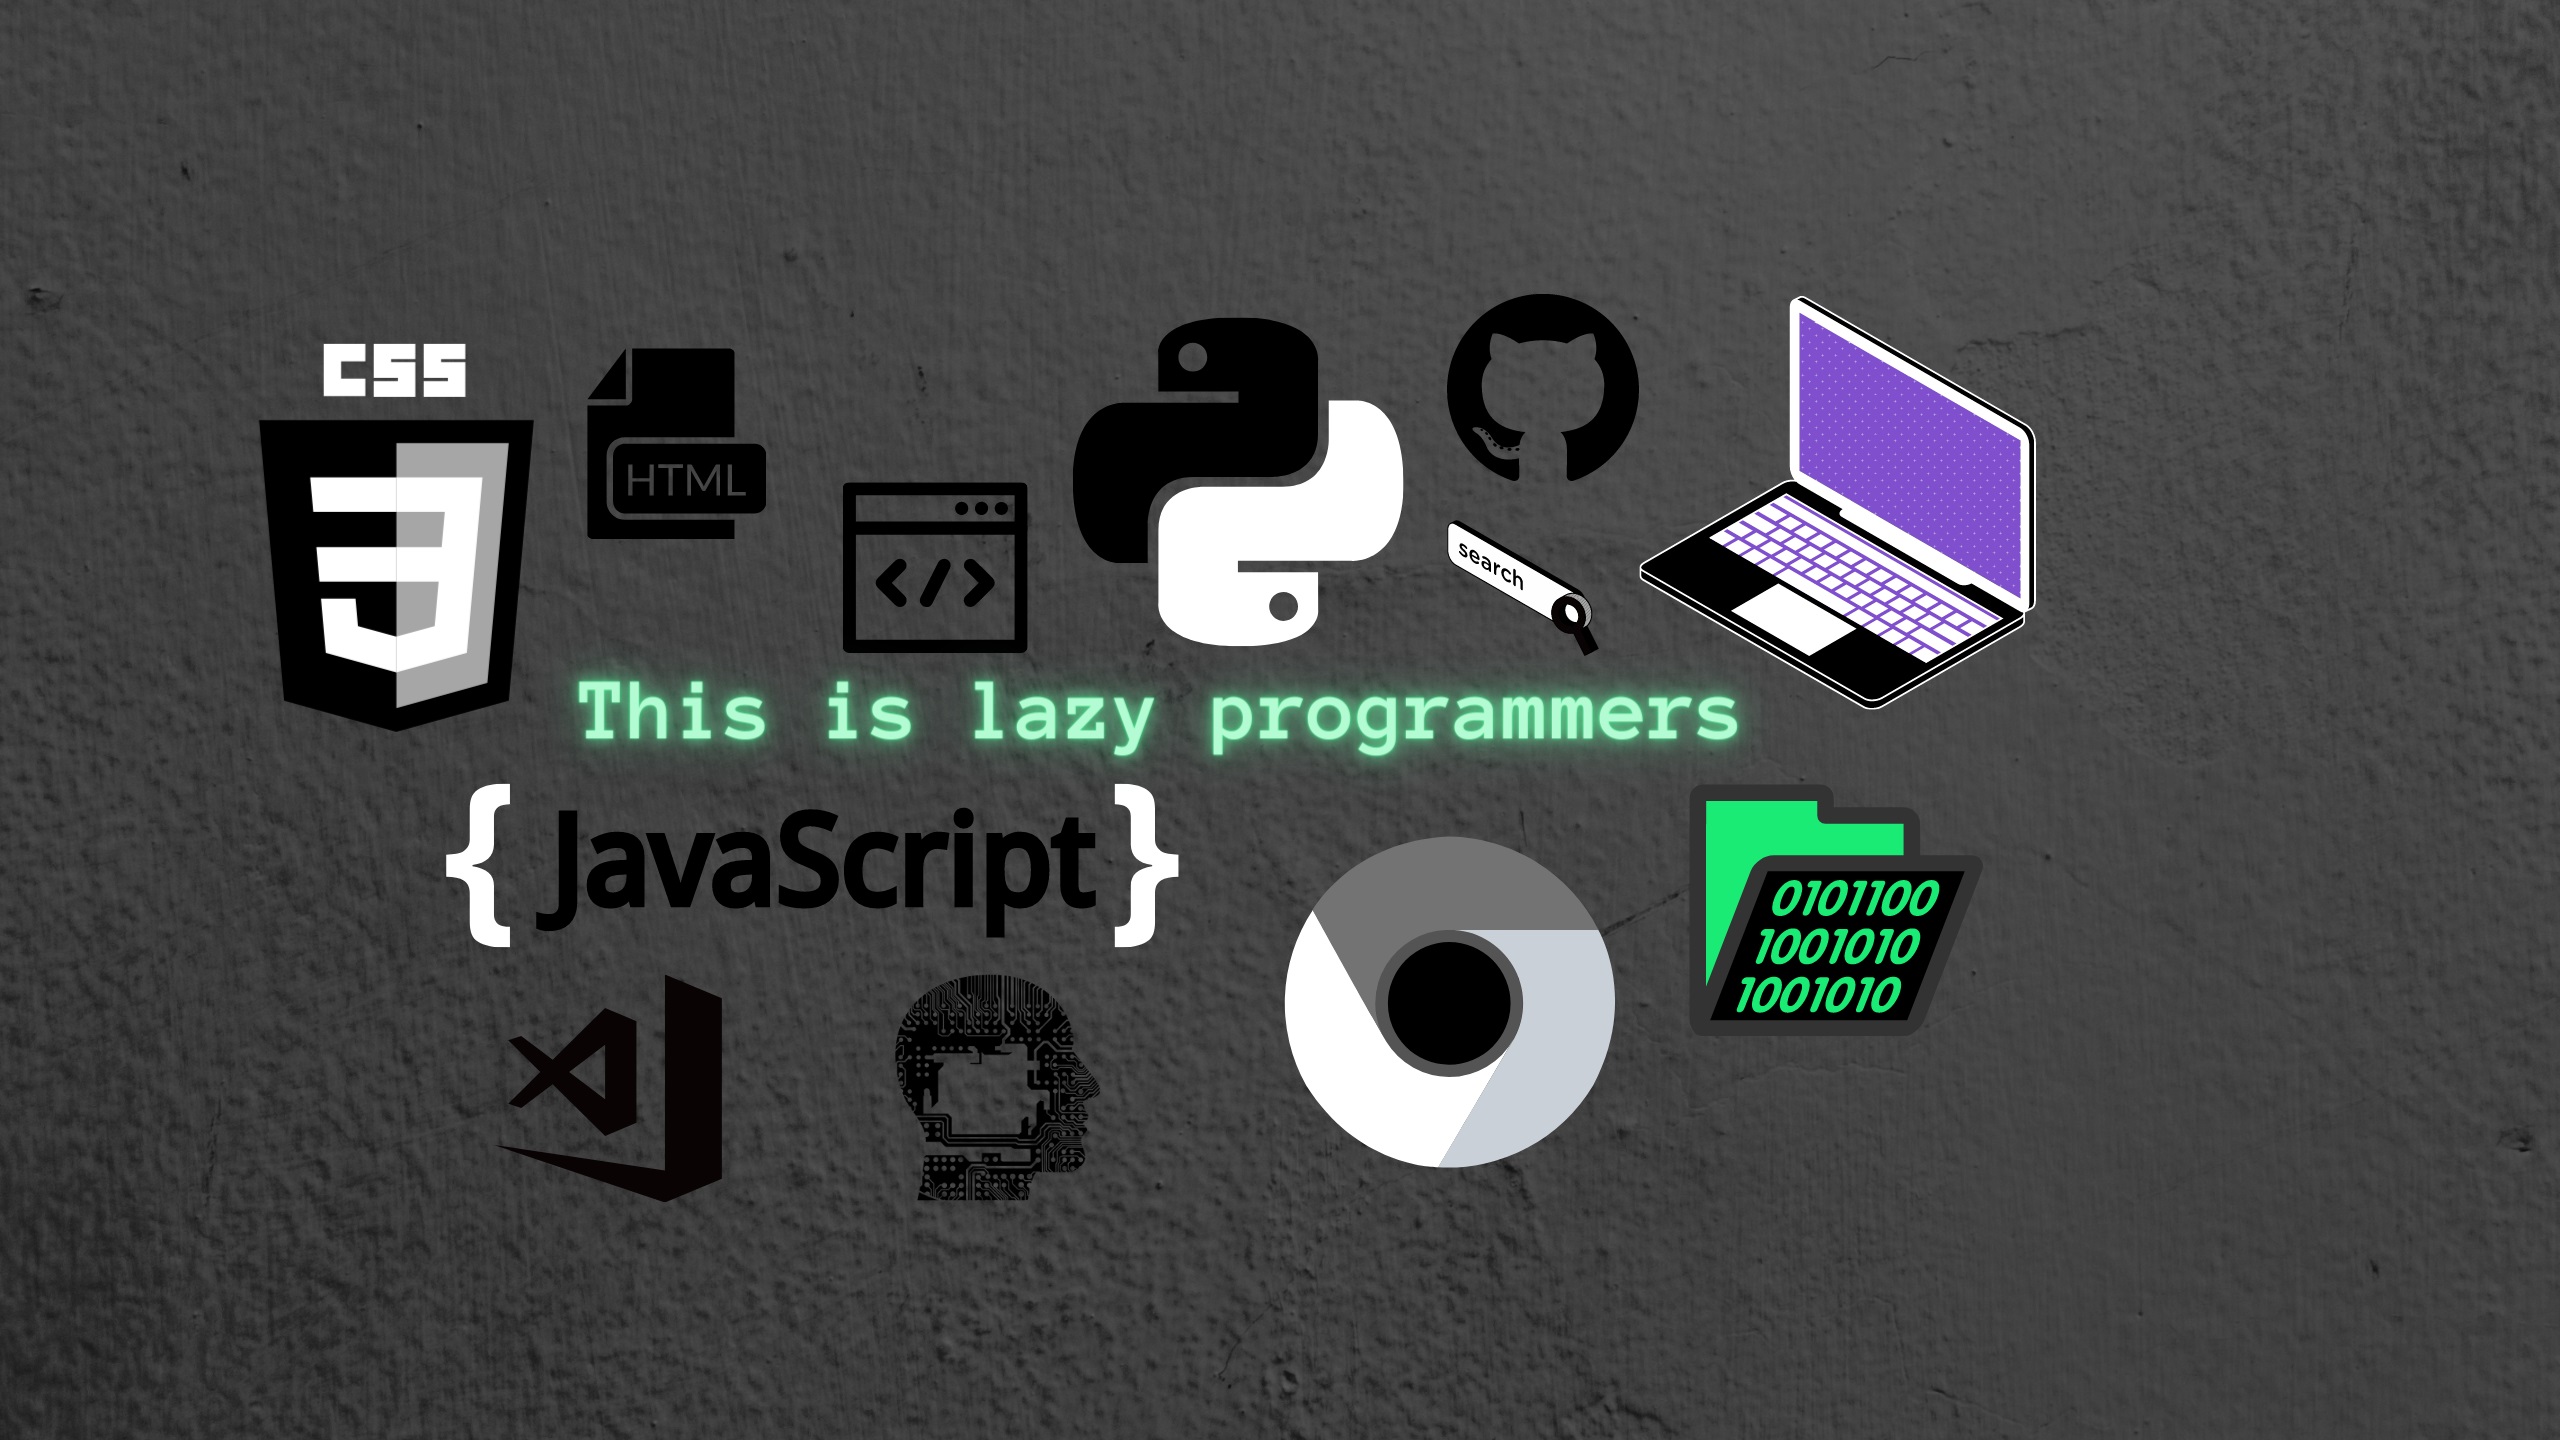 CSS
HTML
</>
search
This is lazy programmers
{ JavaScript }
0101100
1001010
1001010